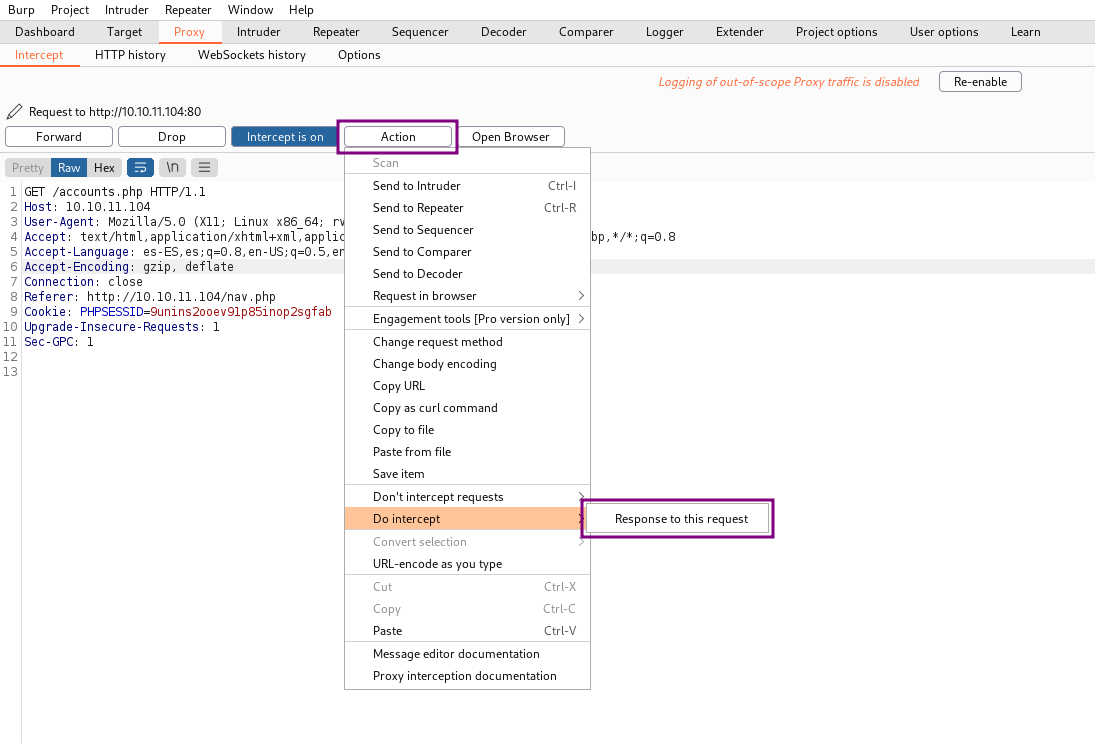 Burp Project Intruder Repeater Window Help
Dashboard Target Proxy Intruder Repeater Sequencer Decoder Comparer Logger Extender Project options User options Learn
Intercept HTTP history WebSockets history Options
Logging of out-of-scope Proxy traffic is disabled Re-enable
Request to http://10.10.11.104:80
Forward Drop Intercept is on Action Open Browser
Pretty Raw Hex \n
Scan
Send to Intruder Ctrl-I
Send to Repeater Ctrl-R
Send to Sequencer
Send to Comparer
Send to Decoder
Request in browser
Engagement tools [Pro version only]
Change request method
Change body encoding
Copy URL
Copy as curl command
Copy to file
Paste from file
Save item
Don't intercept requests
Do intercept
Response to this request
Convert selection
URL-encode as you type
Cut Ctrl-X
Copy Ctrl-C
Paste Ctrl-V
Message editor documentation
Proxy interception documentation
1 GET /accounts.php HTTP/1.1
2 Host: 10.10.11.104
3 User-Agent: Mozilla/5.0 (X11; Linux x86_64; rv
4 Accept: text/html,application/xhtml+xml,applic bp,*/*;q=0.8
5 Accept-Language: es-ES,es;q=0.8,en-US;q=0.5,en
6 Accept-Encoding: gzip, deflate
7 Connection: close
8 Referer: http://10.10.11.104/nav.php
9 Cookie: PHPSESSID=9unins2ooev9lp85inop2sgfab
10 Upgrade-Insecure-Requests: 1
11 Sec-GPC: 1
12
13